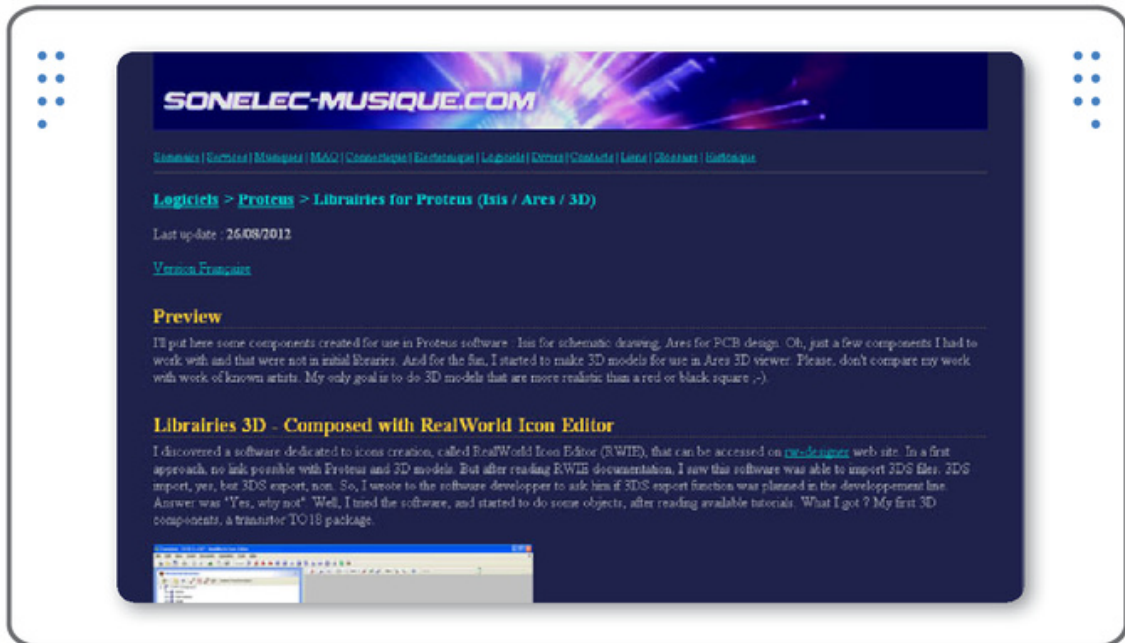 SONELEC-MUSIQUE.COM
Sommaire | Services | Musiques | MAO | Connectique | Electronique | Logiciels | Divers | Contacts | Liens | Glossaire | Historique
Logiciels > Proteus > Librairies for Proteus (Isis / Ares / 3D)
Last update : 26/08/2012
Version Française
Preview
I'll put here some components created for use in Proteus software : Isis for schematic drawing, Ares for PCB design. Oh, just a few components I had to
work with and that were not in initial libraries. And for the fun, I started to make 3D models for use in Ares 3D viewer. Please, don't compare my work
with work of known artists. My only goal is to do 3D models that are more realistic than a red or black square ;-).
Librairies 3D - Composed with RealWorld Icon Editor
I discovered a software dedicated to icons creation, called RealWorld Icon Editor (RWIE), that can be accessed on rw-designer web site. In a first
approach, no link possible with Proteus and 3D models. But after reading RWIE documentation, I saw this software was able to import 3DS files. 3DS
import, yes, but 3DS export, non. So, I wrote to the software developper to ask him if 3DS export function was planned in the developpement line.
Answer was "Yes, why not". Well, I tried the software, and started to do some objects, after reading available tutorials. What I got ? My first 3D
components, a transistor TO18 package.